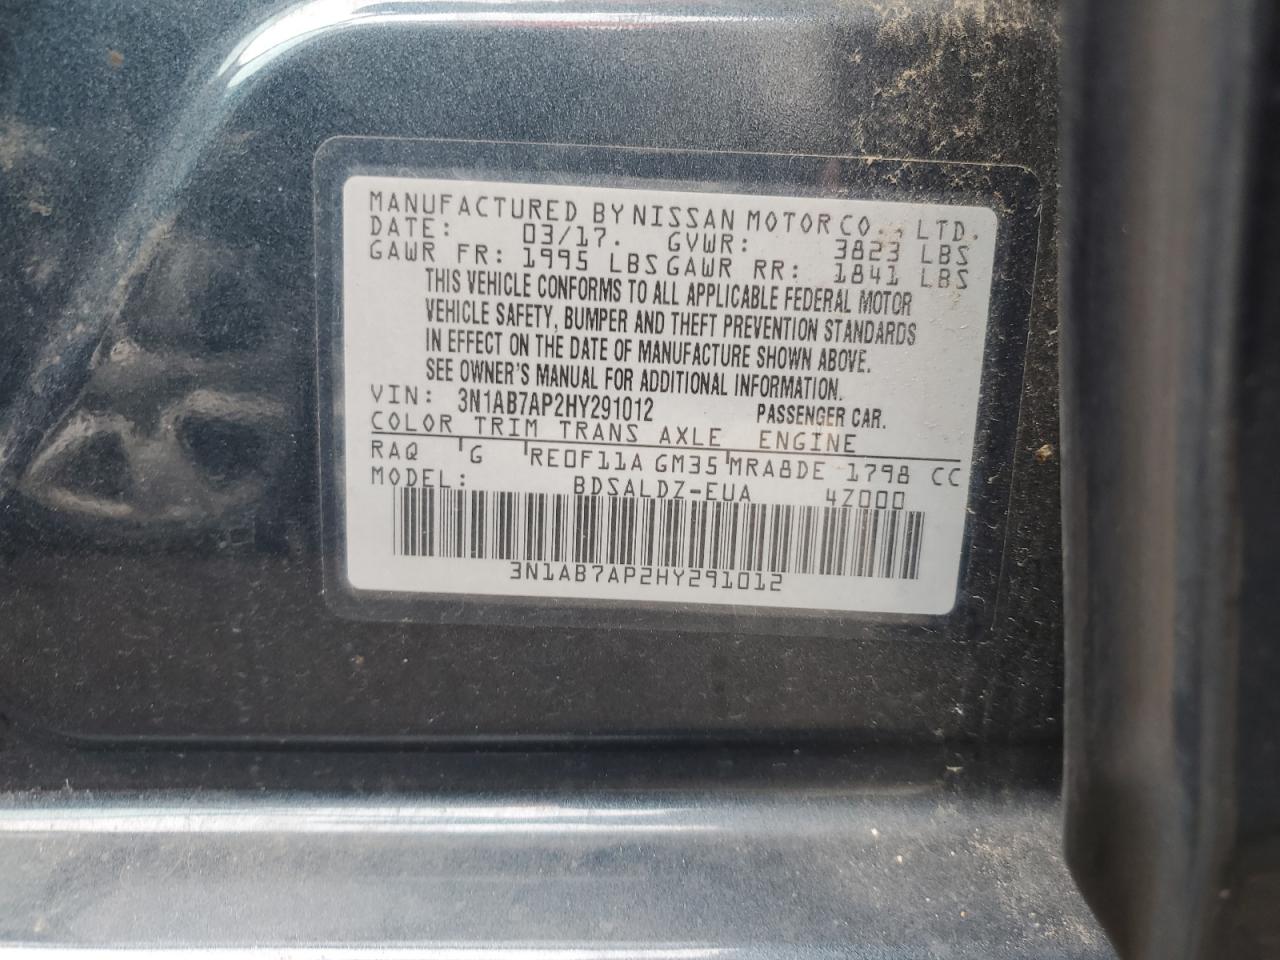 MANUFACTURED BY NISSAN MOTOR CO., LTD.
DATE: 03/17. GVWR: 3823 LBS
GAWR FR: 1995 LBS GAWR RR: 1841 LBS
THIS VEHICLE CONFORMS TO ALL APPLICABLE FEDERAL MOTOR
VEHICLE SAFETY, BUMPER AND THEFT PREVENTION STANDARDS
IN EFFECT ON THE DATE OF MANUFACTURE SHOWN ABOVE.
SEE OWNER'S MANUAL FOR ADDITIONAL INFORMATION.
VIN: 3N1AB7AP2HY291012 PASSENGER CAR.
COLOR TRIM TRANS AXLE ENGINE
RAQ G RE0F11A GM35 MRA8DE 1798 CC
MODEL: BDSALDZ-EUA 4Z000
3N1AB7AP2HY291012